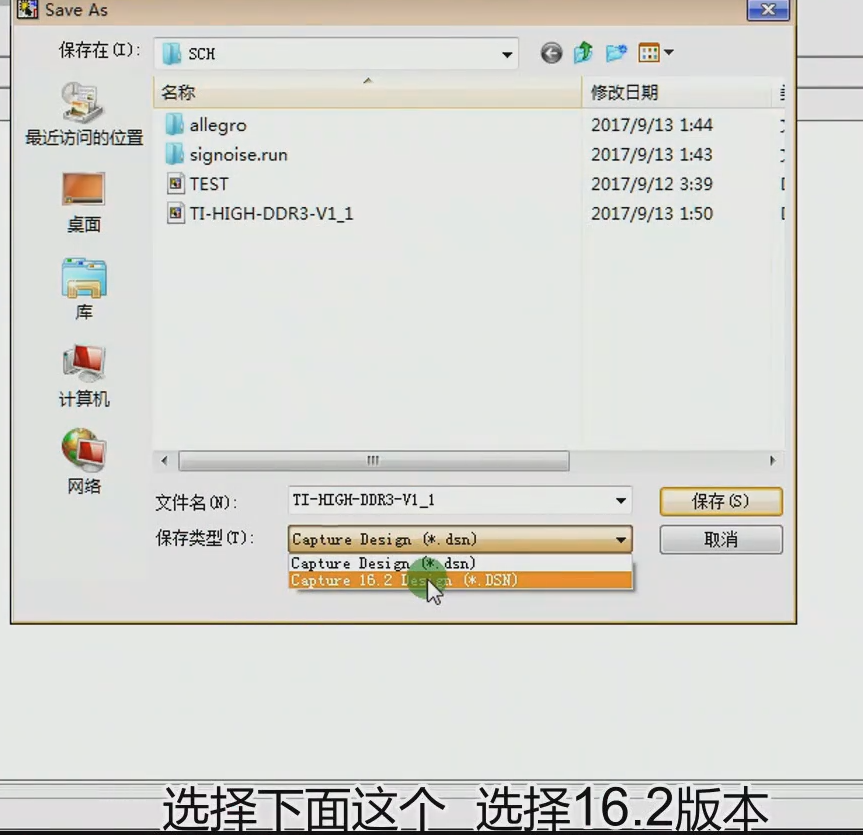 Save As
保存在(I):
SCH
名称
修改日期
最近访问的位置
allegro
2017/9/13 1:44
signoise.run
2017/9/13 1:43
TEST
2017/9/12 3:39
TI-HIGH-DDR3-V1_1
2017/9/13 1:50
桌面
库
计算机
网络
文件名(N):
TI-HIGH-DDR3-V1_1
保存(S)
保存类型(T):
Capture Design (*.dsn)
取消
Capture Design (*.dsn)
Capture 16.2 Design (*.DSN)
选择下面这个 选择16.2版本